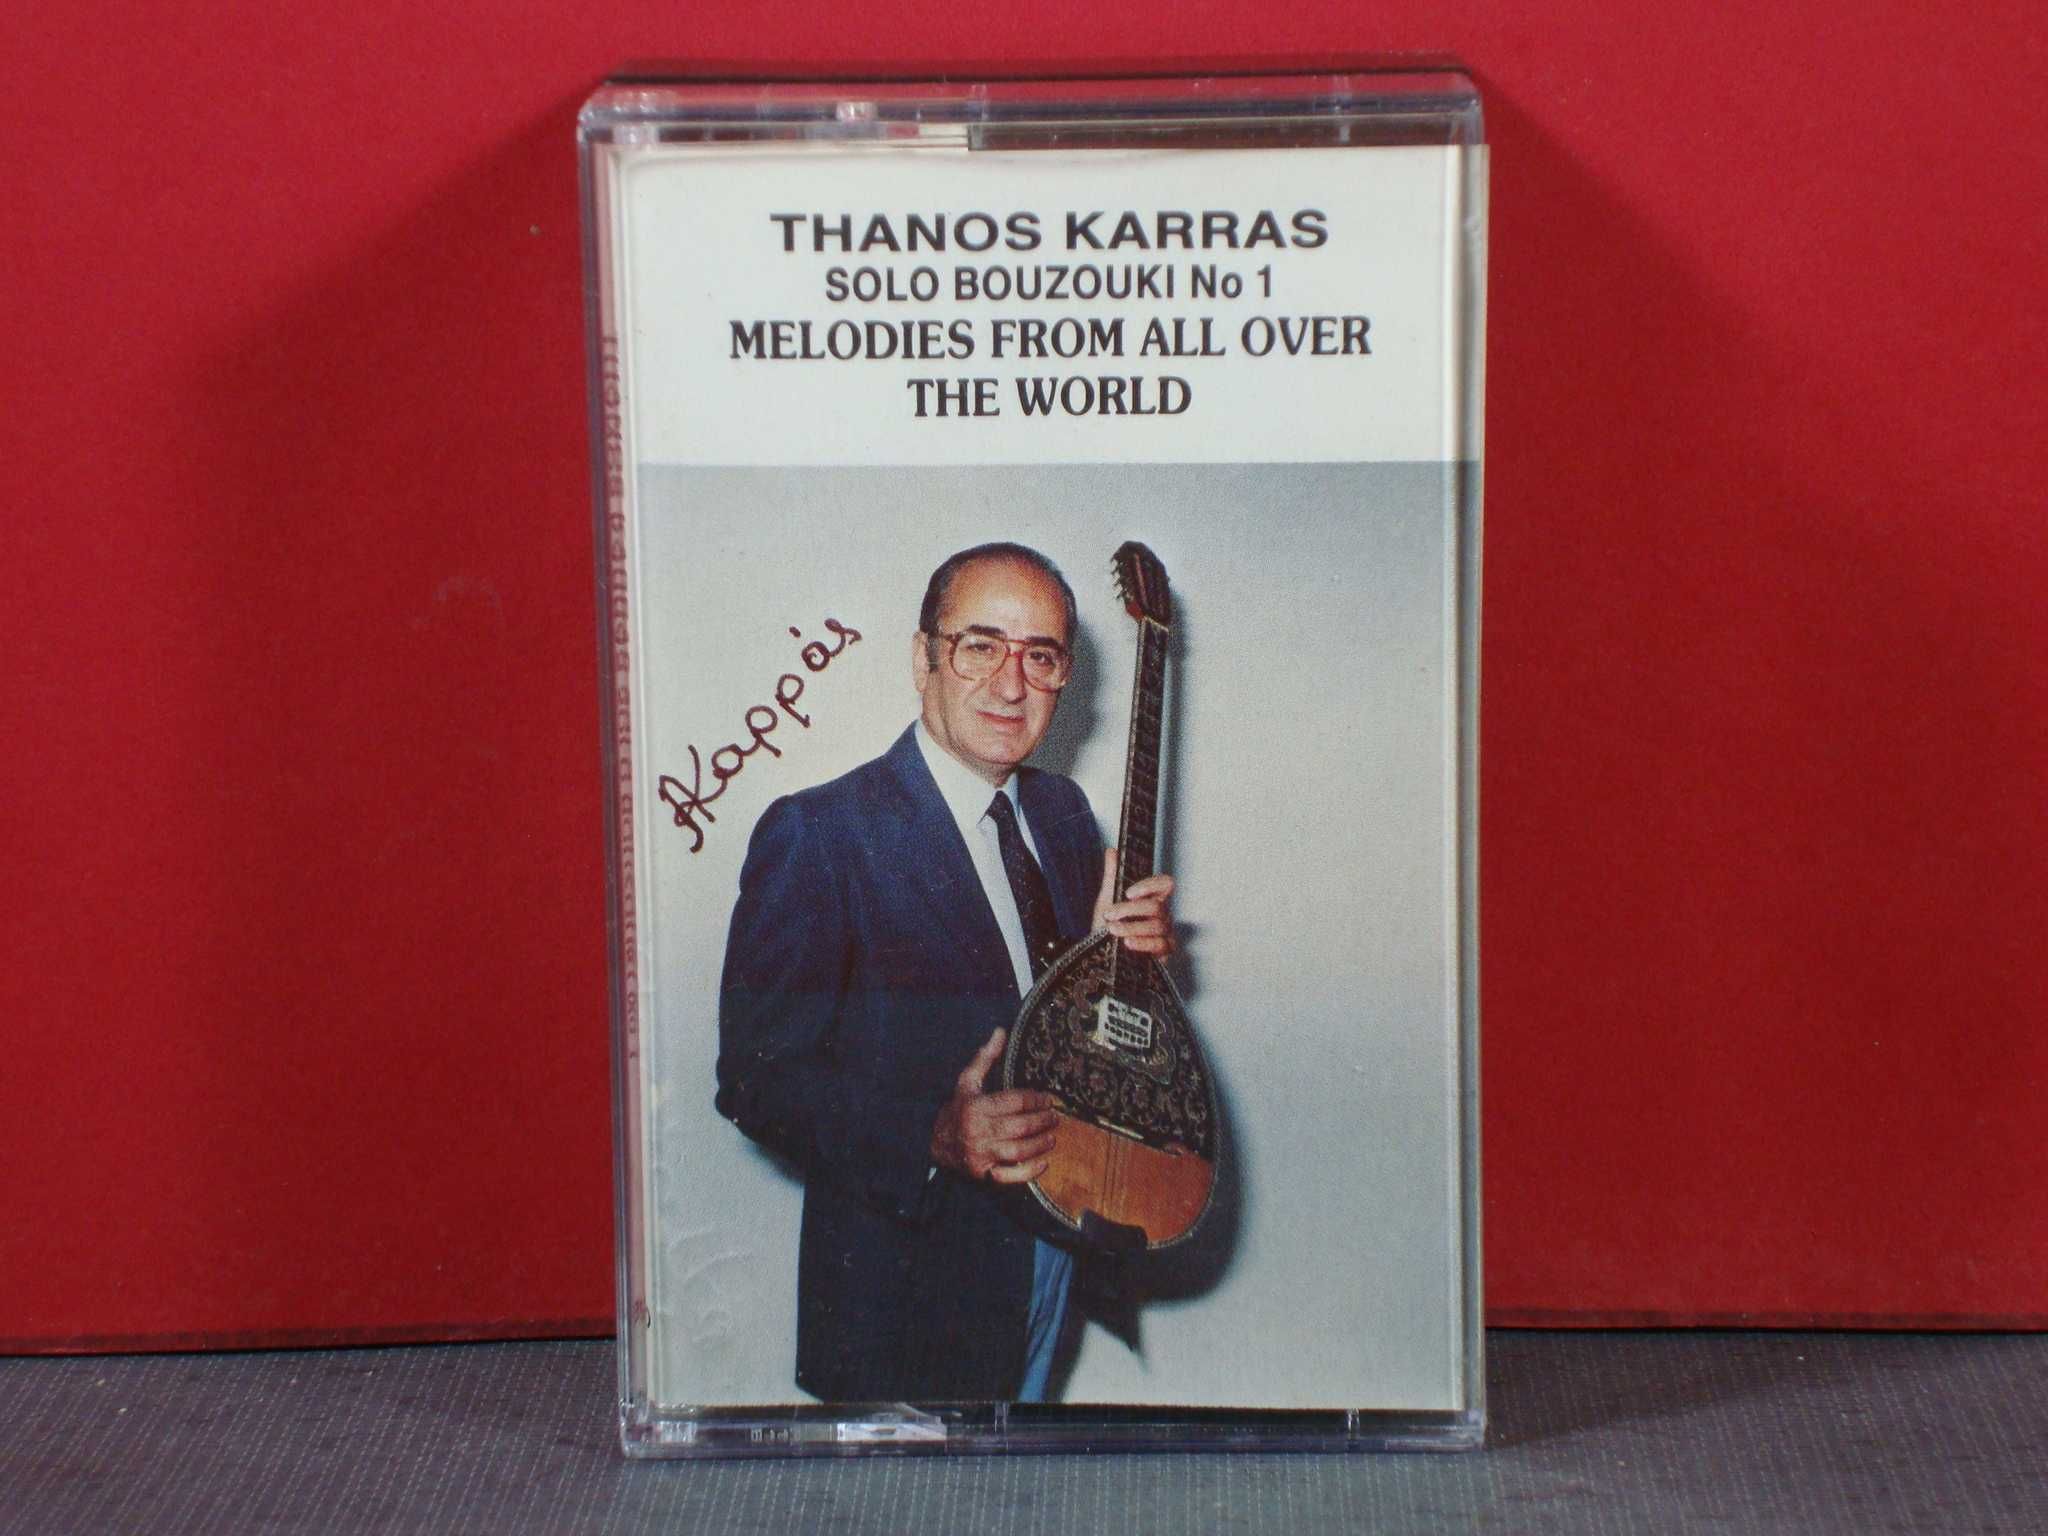 THANOS KARRAS
SOLO BOUZOUKI No 1
MELODIES FROM ALL OVER
THE WORLD
Καρράς